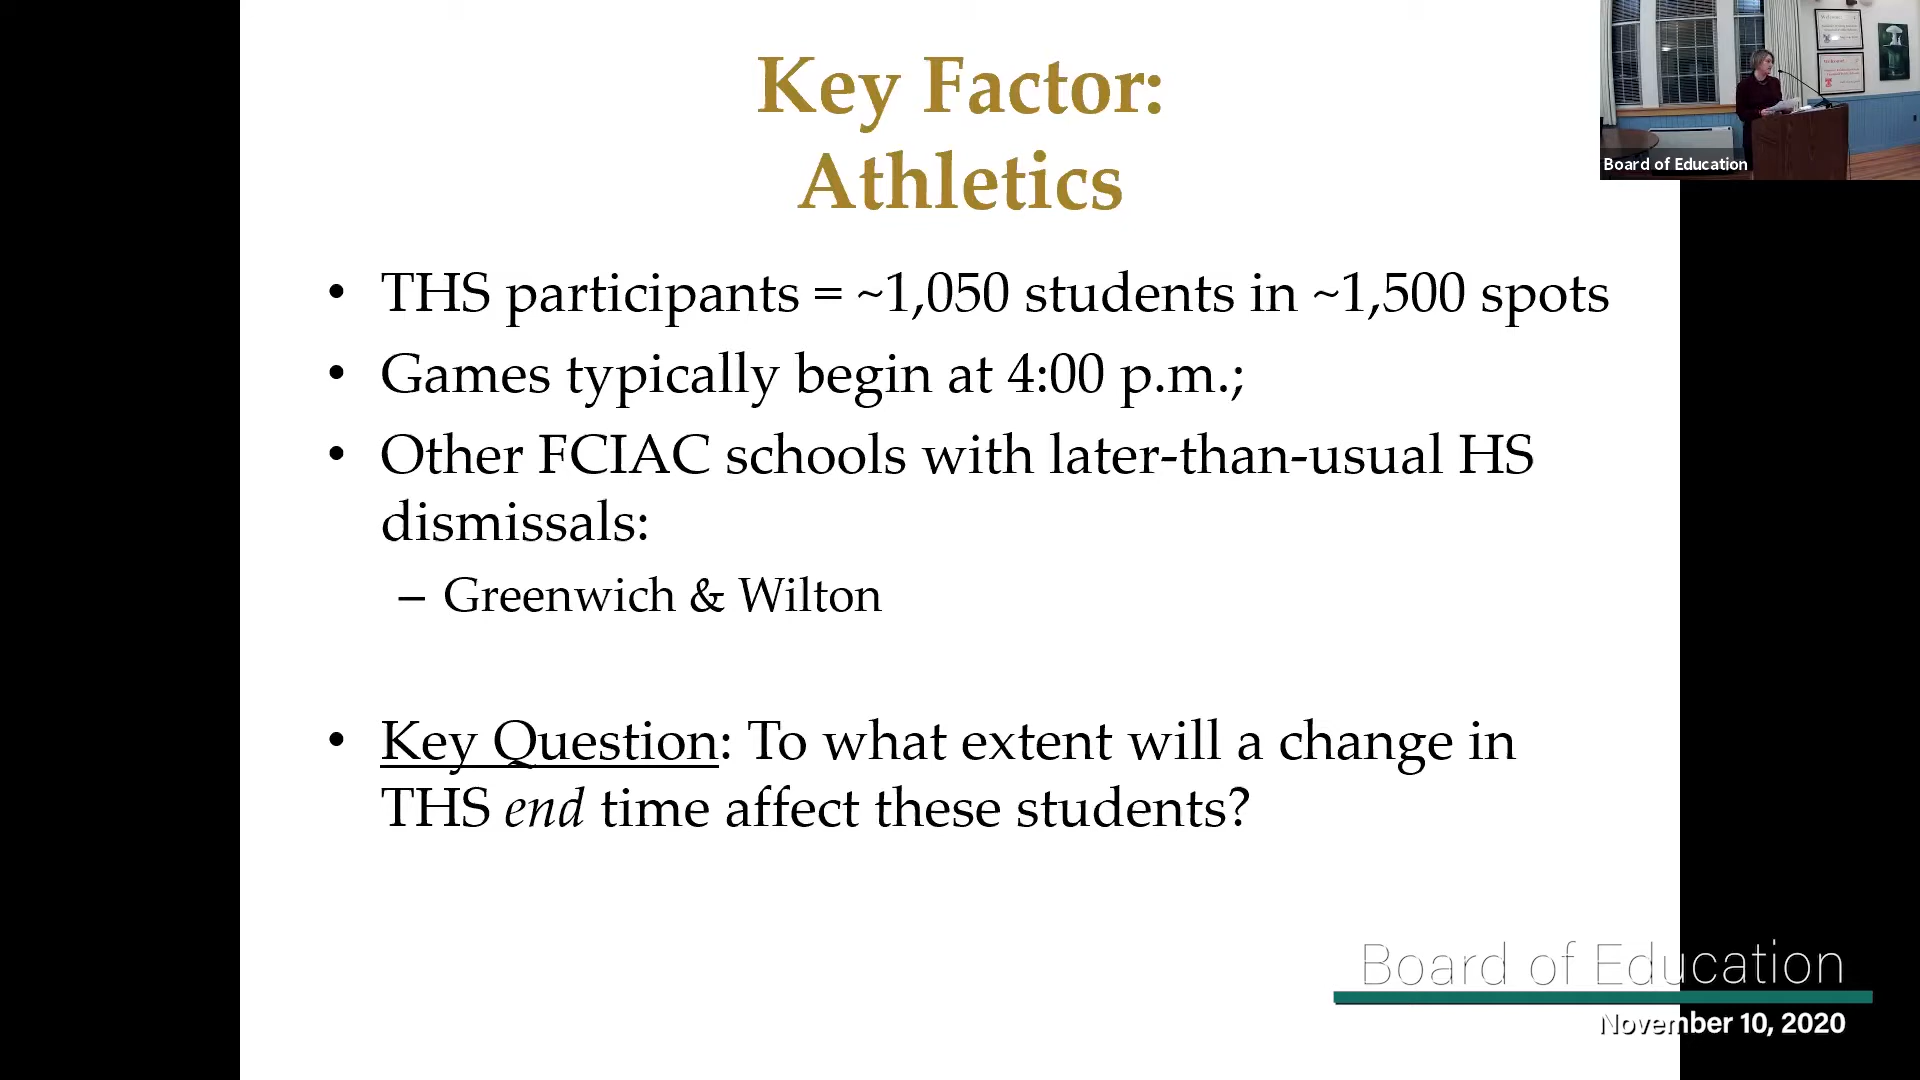 Key Factor:
Athletics
• THS participants = ~1,050 students in ~1,500 spots
• Games typically begin at 4:00 p.m.;
• Other FCIAC schools with later-than-usual HS
dismissals:
– Greenwich & Wilton
• Key Question: To what extent will a change in
THS end time affect these students?
Board of Education
Board of Education
November 10, 2020